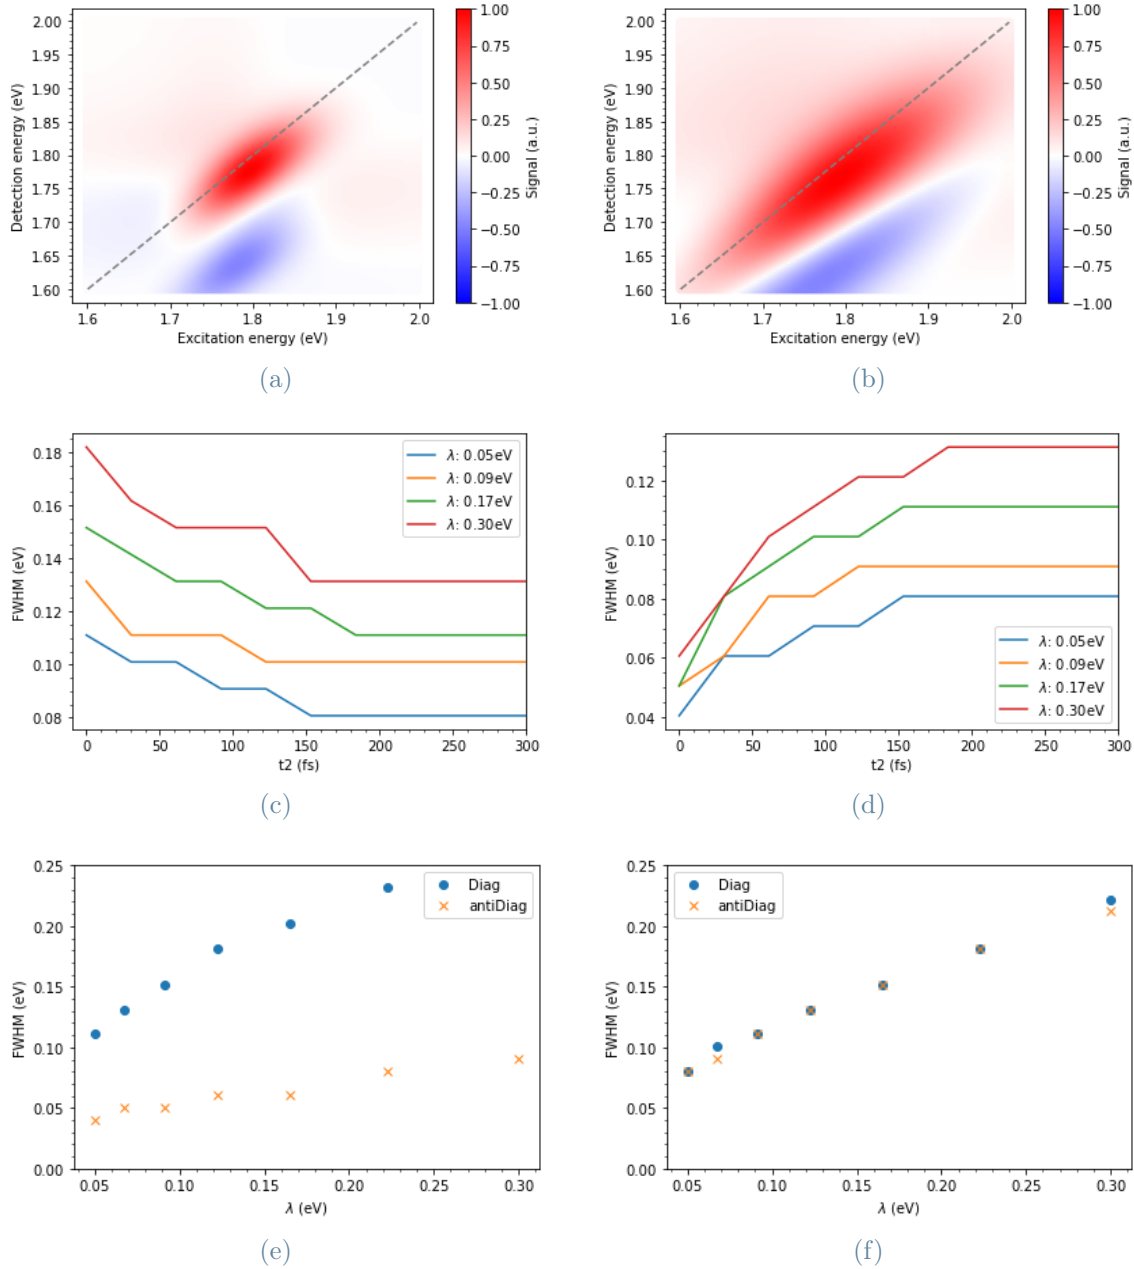 2.00
1.95
1.90
1.85
1.80
1.75
1.70
1.65
1.60
Detection energy (eV)
1.6 1.7 1.8 1.9 2.0
Excitation energy (eV)
1.00
0.75
0.50
0.25
0.00
−0.25
−0.50
−0.75
−1.00
Signal (a.u.)
(a)
2.00
1.95
1.90
1.85
1.80
1.75
1.70
1.65
1.60
Detection energy (eV)
1.6 1.7 1.8 1.9 2.0
Excitation energy (eV)
1.00
0.75
0.50
0.25
0.00
−0.25
−0.50
−0.75
−1.00
Signal (a.u.)
(b)
0.18
0.16
0.14
0.12
0.10
0.08
FWHM (eV)
λ: 0.05eV
λ: 0.09eV
λ: 0.17eV
λ: 0.30eV
0 50 100 150 200 250 300
t2 (fs)
(c)
0.12
0.10
0.08
0.06
0.04
FWHM (eV)
λ: 0.05eV
λ: 0.09eV
λ: 0.17eV
λ: 0.30eV
0 50 100 150 200 250 300
t2 (fs)
(d)
0.25
0.20
0.15
0.10
0.05
0.00
FWHM (eV)
Diag
antiDiag
0.05 0.10 0.15 0.20 0.25 0.30
λ (eV)
(e)
0.25
0.20
0.15
0.10
0.05
0.00
FWHM (eV)
Diag
antiDiag
0.05 0.10 0.15 0.20 0.25 0.30
λ (eV)
(f)